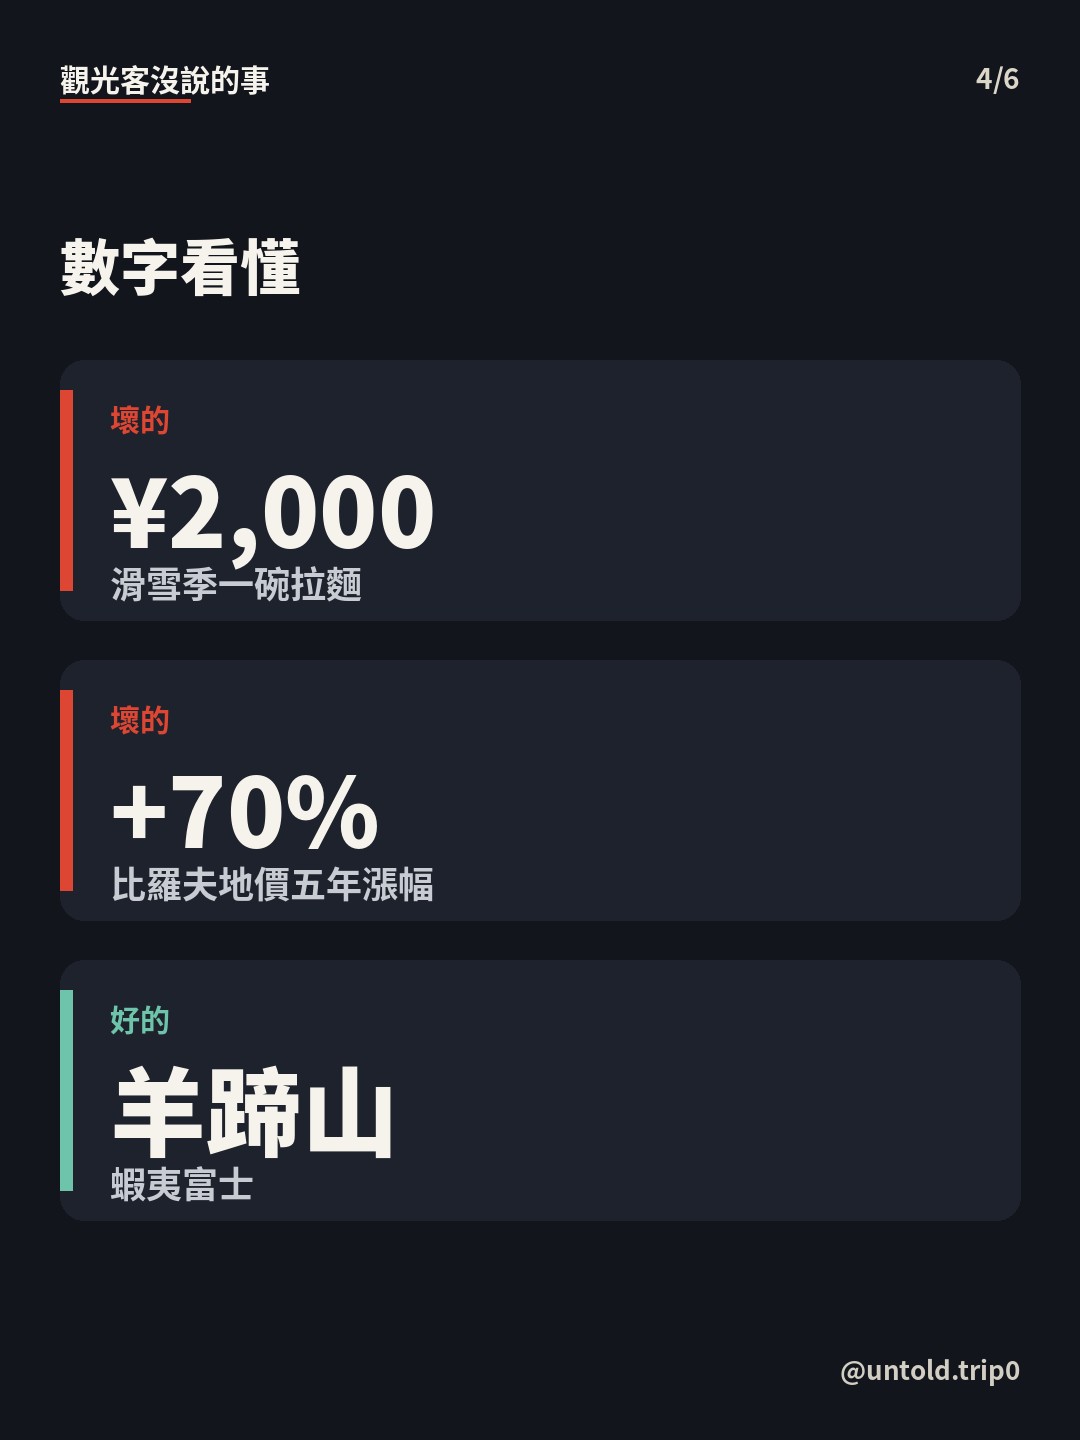 觀光客沒說的事
4/6
數字看懂
壞的
¥2,000
滑雪季一碗拉麵
壞的
+70%
比羅夫地價五年漲幅
好的
羊蹄山
蝦夷富士
@untold.trip0